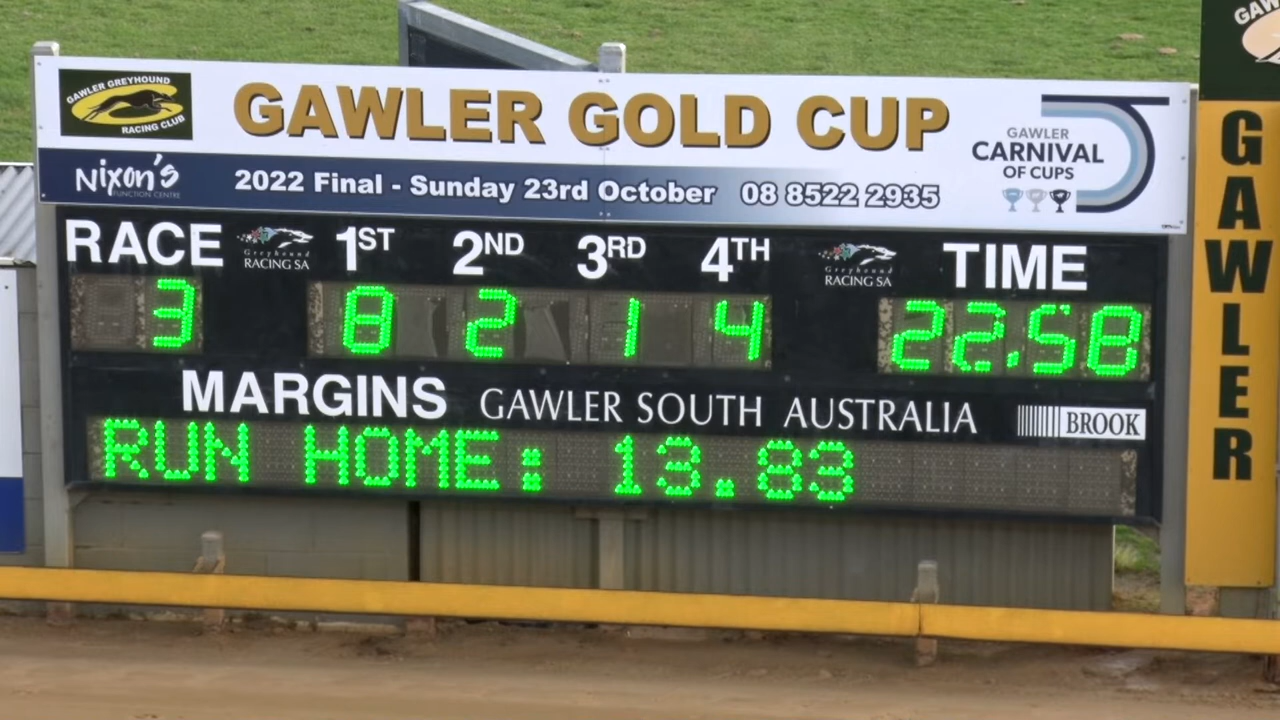 GAWLER GREYHOUND
RACING CLUB
GAWLER GOLD CUP
GAWLER
CARNIVAL
OF CUPS
Nixon's
FUNCTION CENTRE
2022 Final - Sunday 23rd October 08 8522 2935
RACE Greyhound RACING SA 1ST 2ND 3RD 4TH Greyhound RACING SA TIME
3 8 2 1 4 22.58
MARGINS GAWLER SOUTH AUSTRALIA BROOK
RUN HOME: 13.83
GAW
GAWLER